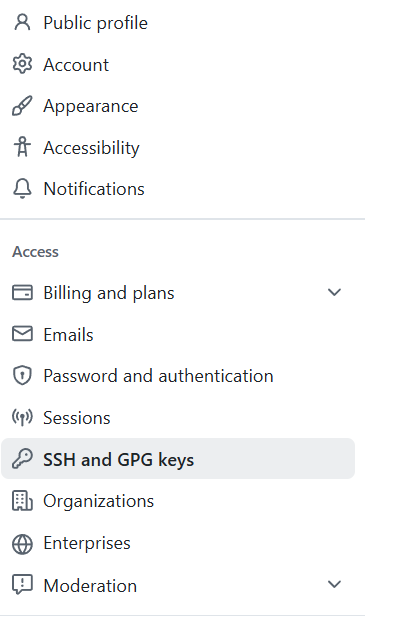 Public profile
Account
Appearance
Accessibility
Notifications
Access
Billing and plans
Emails
Password and authentication
Sessions
SSH and GPG keys
Organizations
Enterprises
Moderation